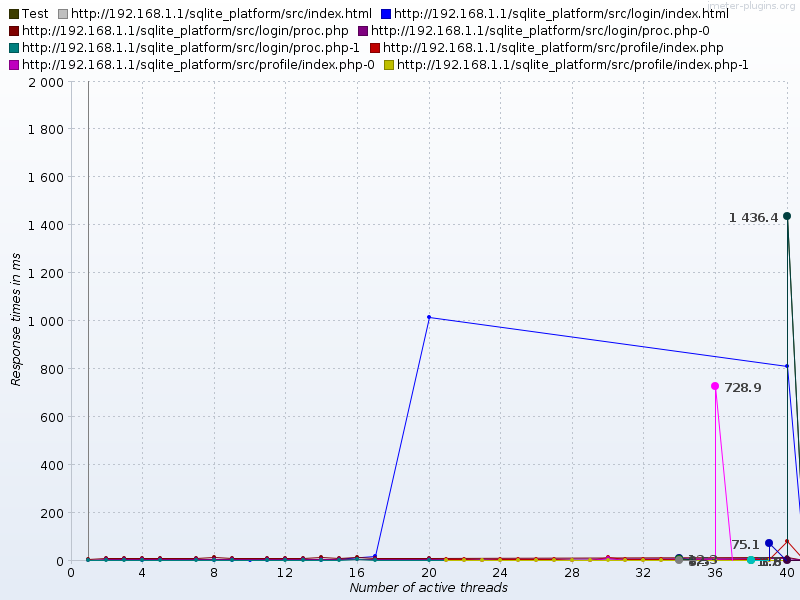 jmeter-plugins.org
Test http://192.168.1.1/sqlite_platform/src/index.html http://192.168.1.1/sqlite_platform/src/login/index.html
http://192.168.1.1/sqlite_platform/src/login/proc.php http://192.168.1.1/sqlite_platform/src/login/proc.php-0
http://192.168.1.1/sqlite_platform/src/login/proc.php-1 http://192.168.1.1/sqlite_platform/src/profile/index.php
http://192.168.1.1/sqlite_platform/src/profile/index.php-0 http://192.168.1.1/sqlite_platform/src/profile/index.php-1
2 000
1 800
1 600
1 400
1 436.4
1 200
1 000
800
728.9
600
400
200
75.1
0
0 4 8 12 16 20 24 28 32 36 40
Response times in ms
Number of active threads